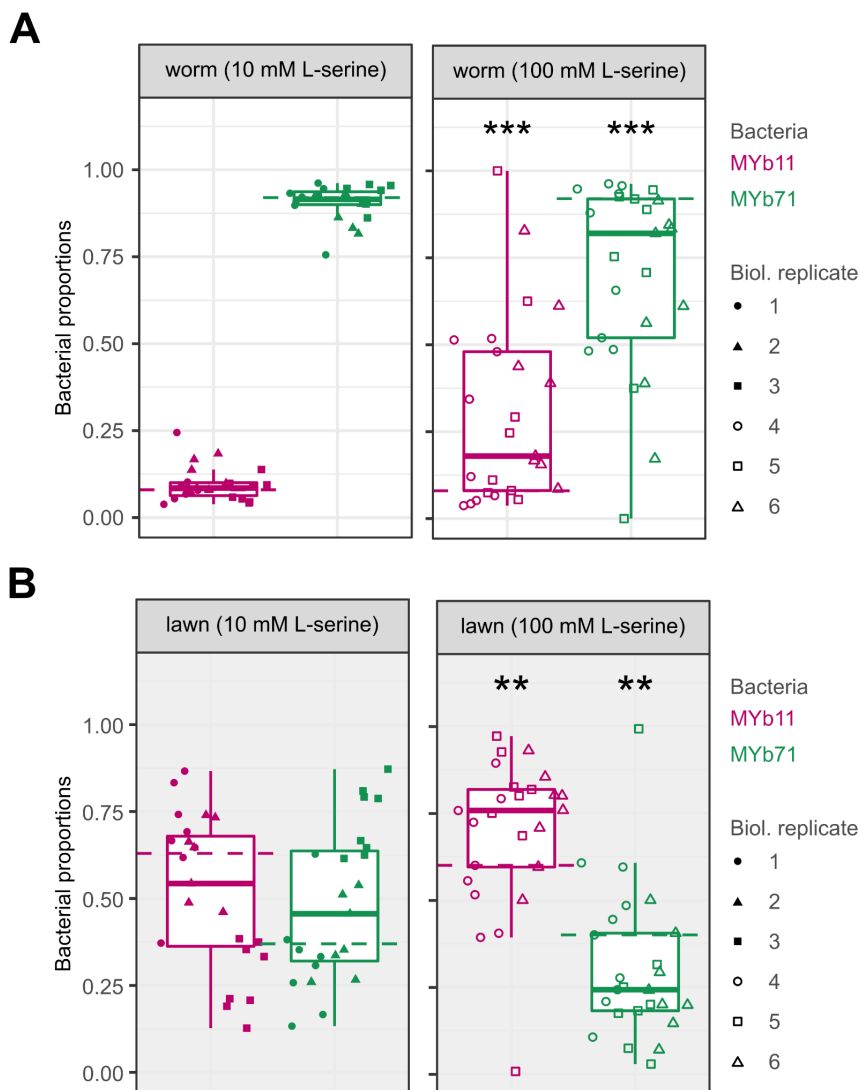 A
worm (10 mM L-serine)
worm (100 mM L-serine)
*** ***
Bacterial proportions
1.00
0.75
0.50
0.25
0.00
Bacteria
MYb11
MYb71
Biol. replicate
1
2
3
4
5
6
B
lawn (10 mM L-serine)
lawn (100 mM L-serine)
** **
Bacterial proportions
1.00
0.75
0.50
0.25
0.00
Bacteria
MYb11
MYb71
Biol. replicate
1
2
3
4
5
6